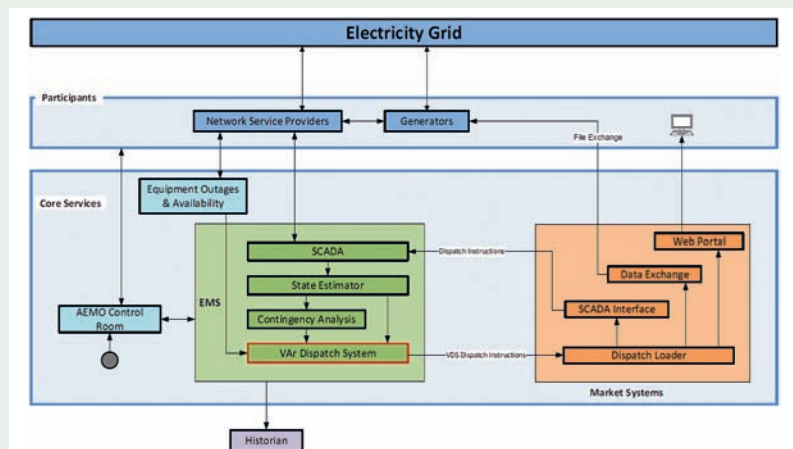 Electricity Grid
Participants
Network Service Providers
Generators
File Exchange
Equipment Outages
& Availability
Core Services
Web Portal
SCADA
Dispatch Instructions
Data Exchange
EMS
State Estimator
SCADA Interface
AEMO Control
Room
Contingency Analysis
VAr Dispatch System
VDS Dispatch Instructions
Dispatch Loader
Market Systems
Historian